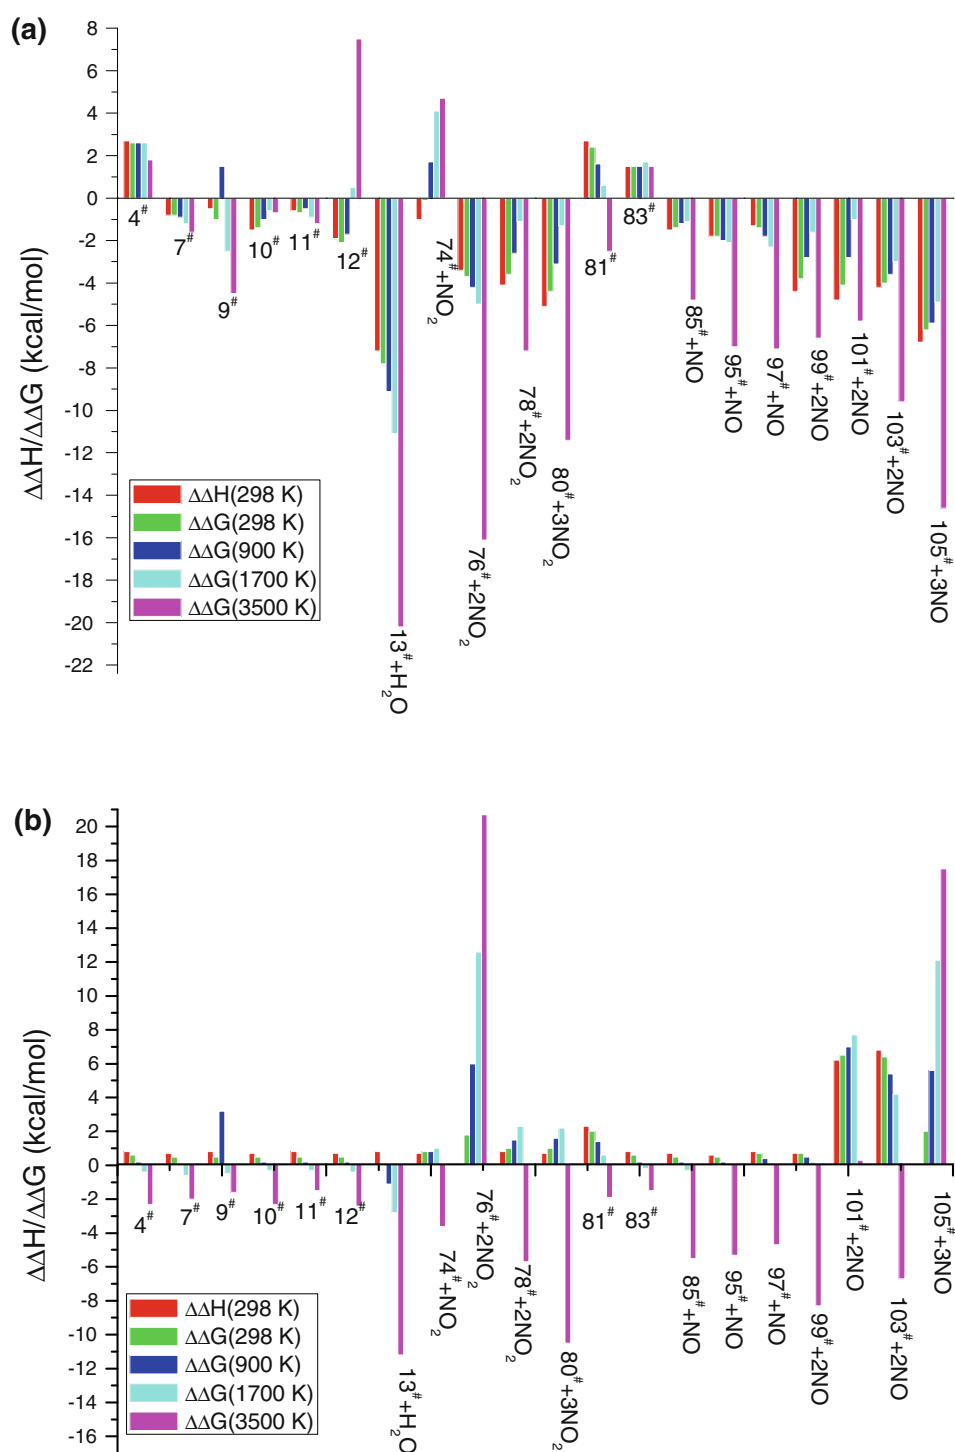 (a)
8
6
4
2
0
-2
-4
-6
-8
-10
-12
-14
-16
-18
-20
-22
ΔΔH/ΔΔG (kcal/mol)
4#
7#
9#
10#
11#
12#
13#+H2O
74#+NO2
76#+2NO2
78#+2NO2
80#+3NO2
81#
83#
85#+NO
95#+NO
97#+NO
99#+2NO
101#+2NO
103#+2NO
105#+3NO
ΔΔH(298 K)
ΔΔG(298 K)
ΔΔG(900 K)
ΔΔG(1700 K)
ΔΔG(3500 K)
(b)
20
18
16
14
12
10
8
6
4
2
0
-2
-4
-6
-8
-10
-12
-14
-16
ΔΔH/ΔΔG (kcal/mol)
4#
7#
9#
10#
11#
12#
13#+H2O
74#+NO2
76#+2NO2
78#+2NO2
80#+3NO2
81#
83#
85#+NO
95#+NO
97#+NO
99#+2NO
101#+2NO
103#+2NO
105#+3NO
ΔΔH(298 K)
ΔΔG(298 K)
ΔΔG(900 K)
ΔΔG(1700 K)
ΔΔG(3500 K)